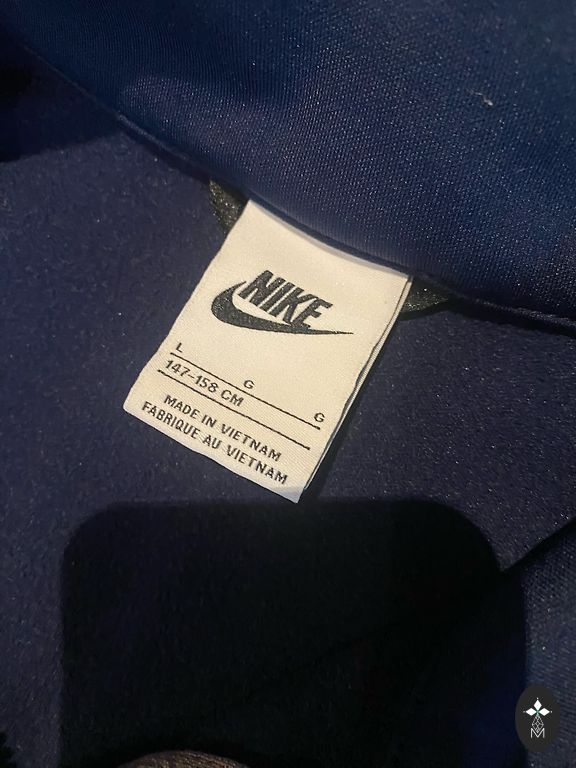 NIKE
L G G
147-158 CM
MADE IN VIETNAM
FABRIQUE AU VIETNAM
M